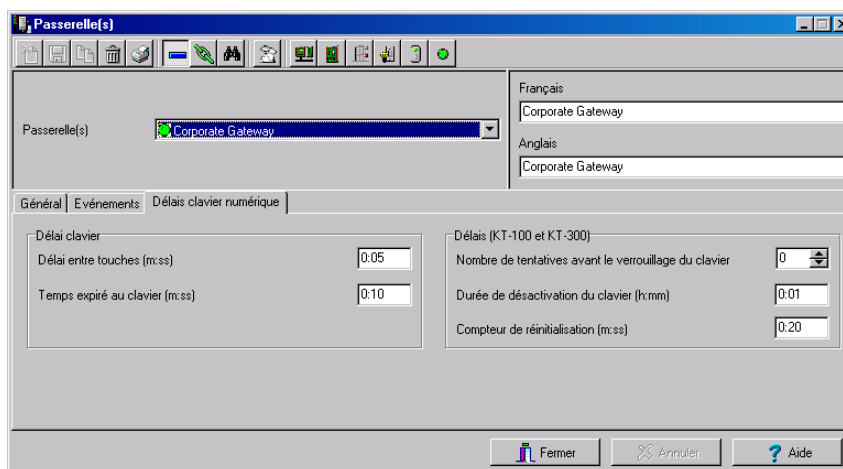 Passerelle(s)
Français
Corporate Gateway
Passerelle(s)
Corporate Gateway
Anglais
Corporate Gateway
Général
Evénements
Délais clavier numérique
Délai clavier
Délai entre touches (m:ss)
0:05
Temps expiré au clavier (m:ss)
0:10
Délais (KT-100 et KT-300)
Nombre de tentatives avant le verrouillage du clavier
0
Durée de désactivation du clavier (h:mm)
0:01
Compteur de réinitialisation (m:ss)
0:20
Fermer
Annuler
Aide